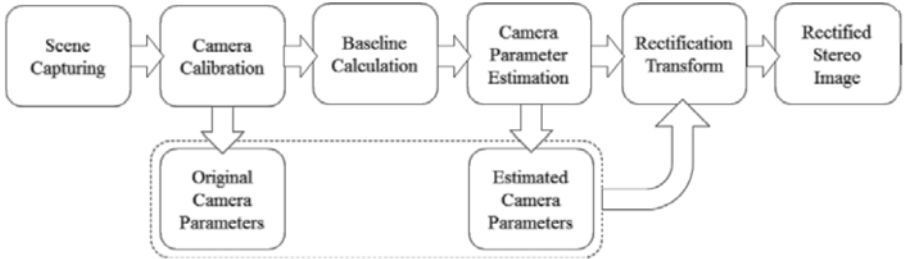 Scene
Capturing
Camera
Calibration
Baseline
Calculation
Camera
Parameter
Estimation
Rectification
Transform
Rectified
Stereo
Image
Original
Camera
Parameters
Estimated
Camera
Parameters